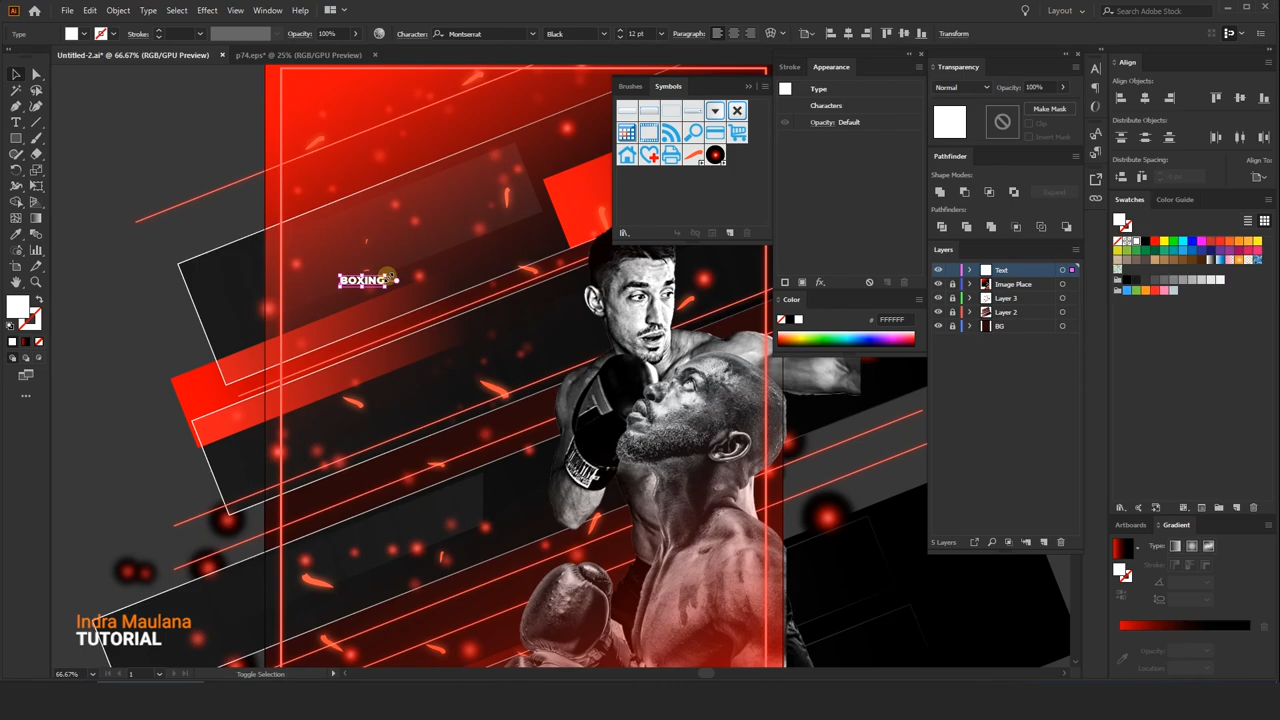 Ai File Edit Object Type Select Effect View Window Help Layout Search Adobe Stock
Type Stroke: Opacity: 100% Character: Montserrat Black 12 pt Paragraph: Transform
Untitled-2.ai* @ 66.67% (RGB/GPU Preview) × p74.eps* @ 25% (RGB/GPU Preview) ×
Brushes Symbols
Stroke Appearance
Type
Characters
Opacity: Default
Color
# FFFFFF
Transparency
Normal Opacity: 100%
Make Mask
Clip
Invert Mask
Pathfinder
Shape Modes:
Expand
Pathfinders:
Layers
Text
Image Place
Layer 3
Layer 2
BG
5 Layers
Align
Align Objects:
Distribute Objects:
Distribute Spacing: Align To:
Swatches Color Guide
Artboards Gradient
Type:
Stroke:
Opacity:
Location:
BOXING
Indra Maulana
TUTORIAL
66.67% 1 Toggle Selection